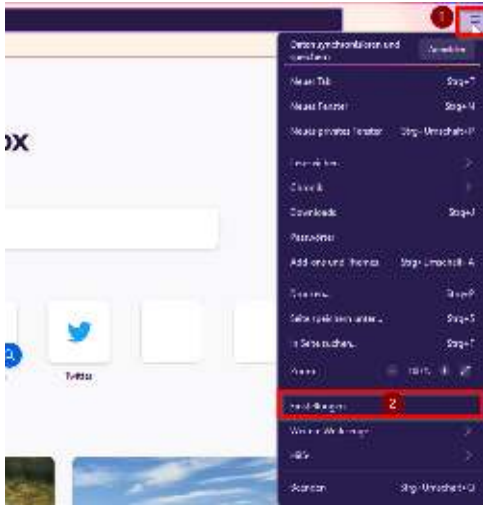 1
Daten synchronisieren und speichern
Anmelden
Neuer Tab Strg+T
Neues Fenster Strg+N
Neues privates Fenster Strg+Umschalt+P
ox
Lesezeichen
Chronik
Downloads Strg+J
Passwörter
Add-ons und Themes Strg+Umschalt+A
Drucken... Strg+P
Seite speichern unter... Strg+S
In Seite suchen... Strg+F
Zoom - 100% +
Twitter
Einstellungen 2
Weitere Werkzeuge
Hilfe
Beenden Strg+Umschalt+Q